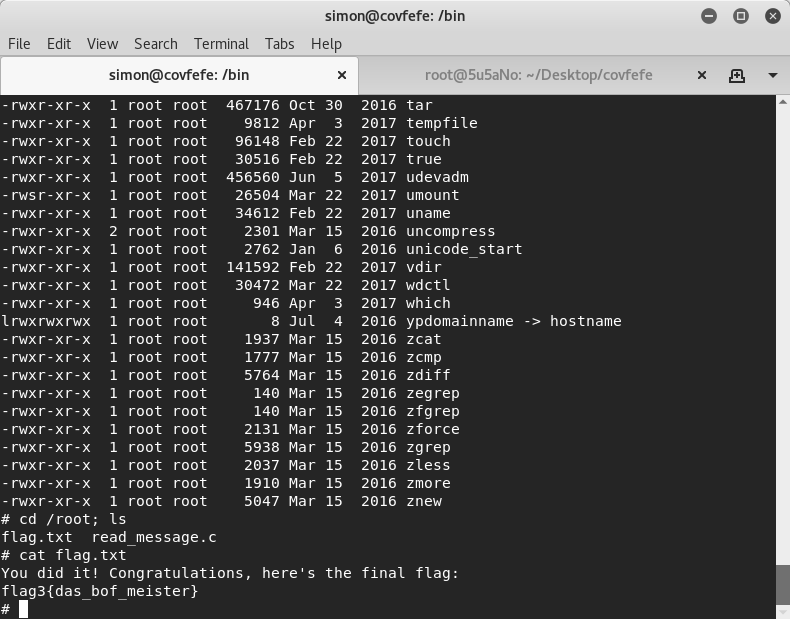 simon@covfefe: /bin
File Edit View Search Terminal Tabs Help
simon@covfefe: /bin root@5u5aNo: ~/Desktop/covfefe
-rwxr-xr-x  1 root root  467176 Oct 30  2016 tar
-rwxr-xr-x  1 root root    9812 Apr  3  2017 tempfile
-rwxr-xr-x  1 root root   96148 Feb 22  2017 touch
-rwxr-xr-x  1 root root   30516 Feb 22  2017 true
-rwxr-xr-x  1 root root  456560 Jun  5  2017 udevadm
-rwsr-xr-x  1 root root   26504 Mar 22  2017 umount
-rwxr-xr-x  1 root root   34612 Feb 22  2017 uname
-rwxr-xr-x  2 root root    2301 Mar 15  2016 uncompress
-rwxr-xr-x  1 root root    2762 Jan  6  2016 unicode_start
-rwxr-xr-x  1 root root  141592 Feb 22  2017 vdir
-rwxr-xr-x  1 root root   30472 Mar 22  2017 wdctl
-rwxr-xr-x  1 root root     946 Apr  3  2017 which
lrwxrwxrwx  1 root root       8 Jul  4  2016 ypdomainname -> hostname
-rwxr-xr-x  1 root root    1937 Mar 15  2016 zcat
-rwxr-xr-x  1 root root    1777 Mar 15  2016 zcmp
-rwxr-xr-x  1 root root    5764 Mar 15  2016 zdiff
-rwxr-xr-x  1 root root     140 Mar 15  2016 zegrep
-rwxr-xr-x  1 root root     140 Mar 15  2016 zfgrep
-rwxr-xr-x  1 root root    2131 Mar 15  2016 zforce
-rwxr-xr-x  1 root root    5938 Mar 15  2016 zgrep
-rwxr-xr-x  1 root root    2037 Mar 15  2016 zless
-rwxr-xr-x  1 root root    1910 Mar 15  2016 zmore
-rwxr-xr-x  1 root root    5047 Mar 15  2016 znew
# cd /root; ls
flag.txt  read_message.c
# cat flag.txt
You did it! Congratulations, here's the final flag:
flag3{das_bof_meister}
#